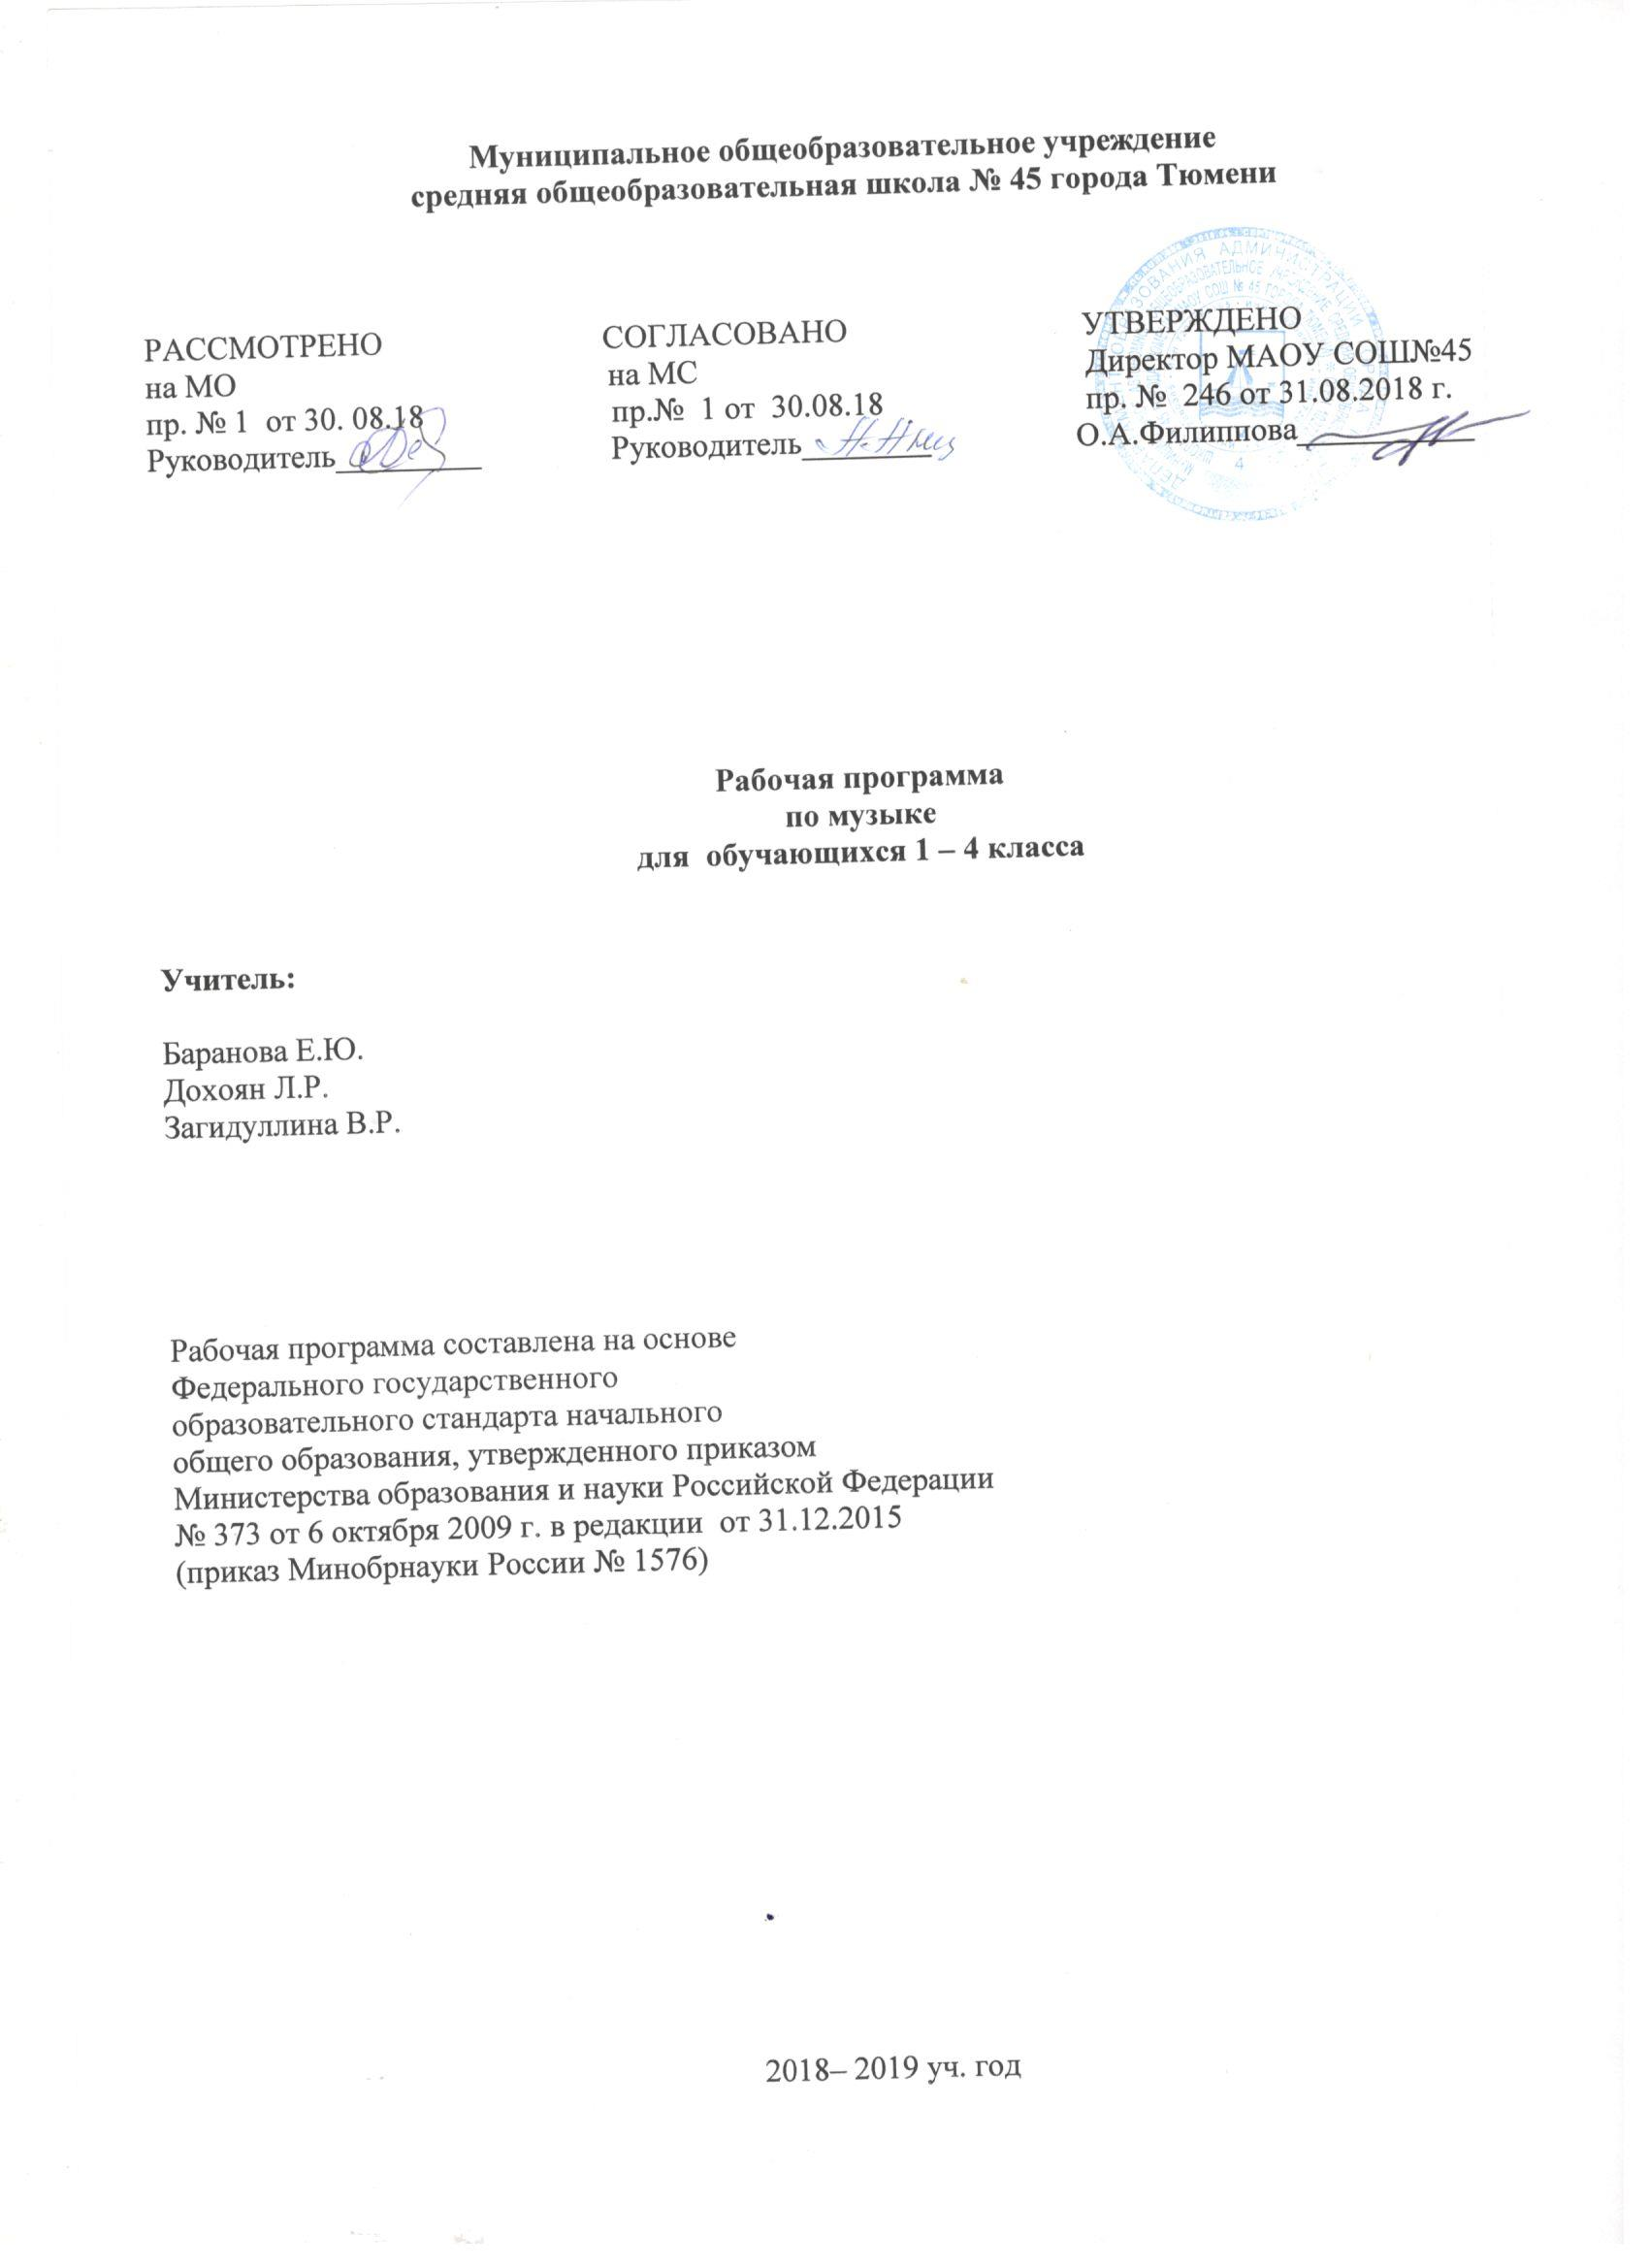 Муниципальное общеобразовательное учреждение
средняя общеобразовательная школа № 45 города Тюмени
РАССМОТРЕНО
на МО
пр. № 1 от 30. 08.18
Руководитель__________
СОГЛАСОВАНО
на МС
пр.№ 1 от 30.08.18
Руководитель_________
УТВЕРЖДЕНО
Директор МАОУ СОШ№45
пр. № 246 от 31.08.2018 г.
О.А.Филиппова____________
Рабочая программа
по музыке
для обучающихся 1 – 4 класса
Учитель:
Баранова Е.Ю.
Дохоян Л.Р.
Загидуллина В.Р.
Рабочая программа составлена на основе
Федерального государственного
образовательного стандарта начального
общего образования, утвержденного приказом
Министерства образования и науки Российской Федерации
№ 373 от 6 октября 2009 г. в редакции от 31.12.2015
(приказ Минобрнауки России № 1576)
2018– 2019 уч. год